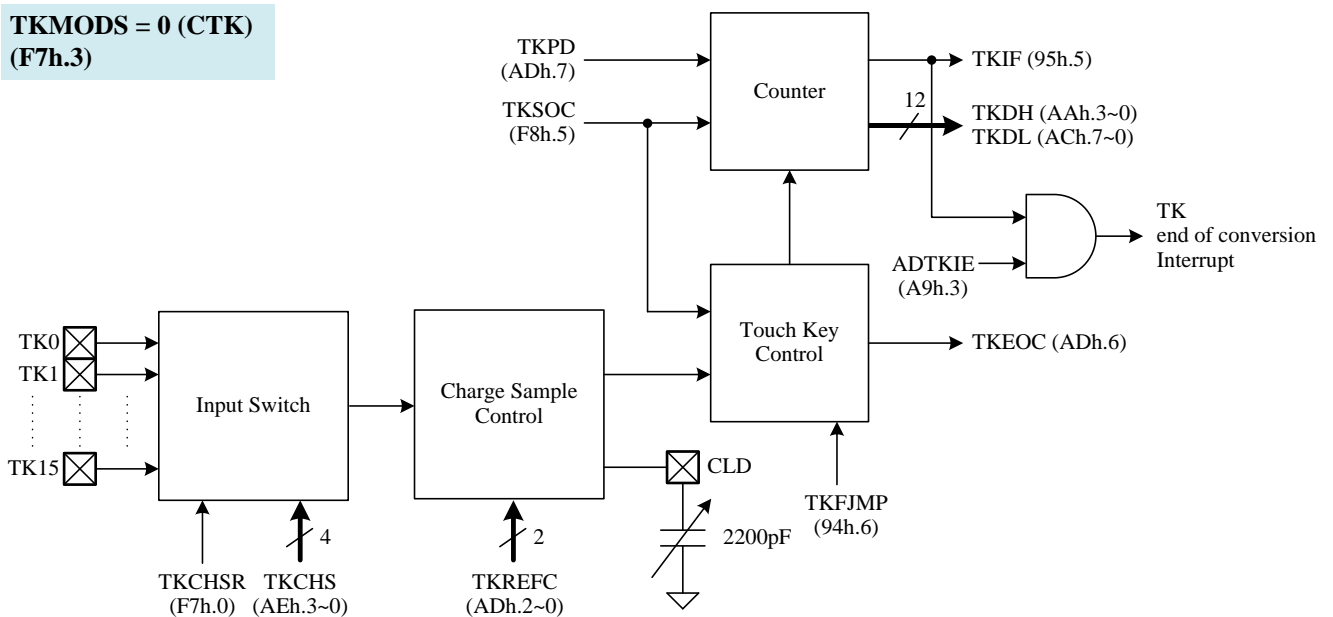 TKMODS = 0 (CTK)
(F7h.3)
TKPD
(ADh.7)
TKSOC
(F8h.5)
Counter
TKIF (95h.5)
12
TKDH (AAh.3~0)
TKDL (ACh.7~0)
TK
end of conversion
Interrupt
ADTKIE
(A9h.3)
Touch Key
Control
TKEOC (ADh.6)
TK0
TK1
TK15
Input Switch
Charge Sample
Control
CLD
2200pF
TKFJMP
(94h.6)
4
2
TKCHSR
(F7h.0)
TKCHS
(AEh.3~0)
TKREFC
(ADh.2~0)